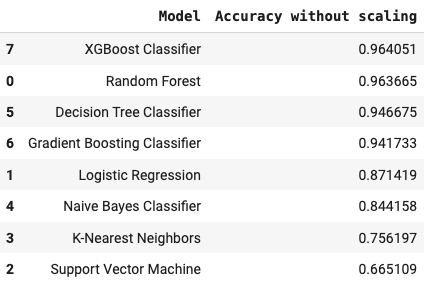 Model Accuracy without scaling
7 XGBoost Classifier 0.964051
0 Random Forest 0.963665
5 Decision Tree Classifier 0.946675
6 Gradient Boosting Classifier 0.941733
1 Logistic Regression 0.871419
4 Naive Bayes Classifier 0.844158
3 K-Nearest Neighbors 0.756197
2 Support Vector Machine 0.665109